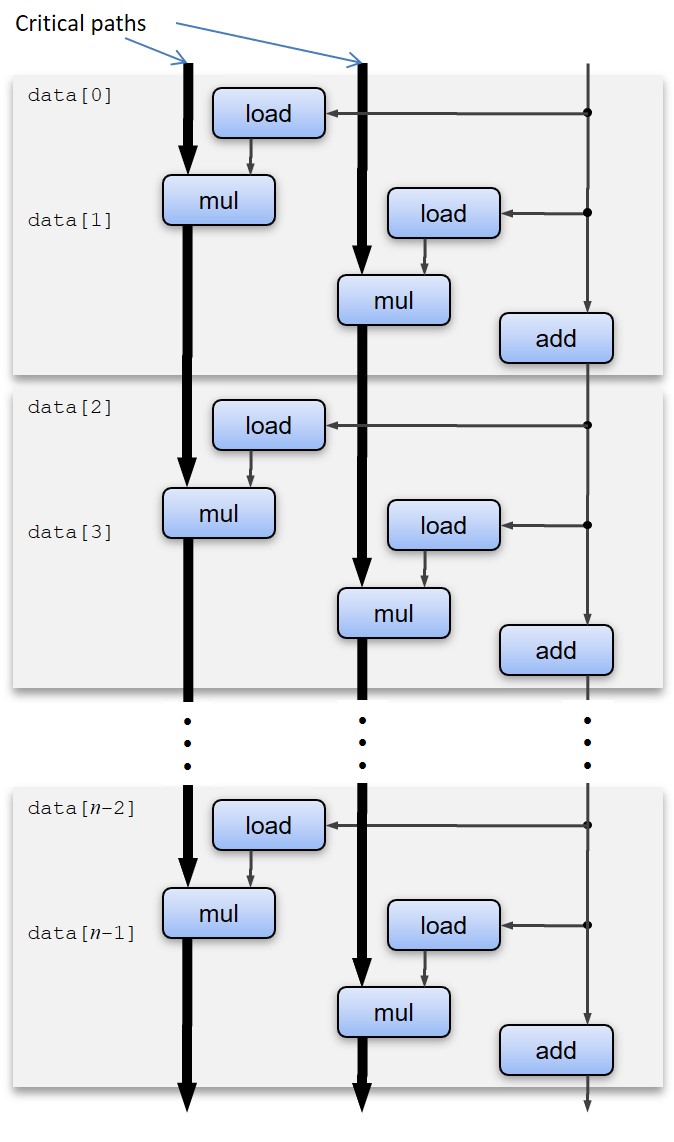 Critical paths
data[0]
load
mul
data[1]
load
mul
add
data[2]
load
mul
data[3]
load
mul
add
data[n–2]
load
mul
data[n–1]
load
mul
add